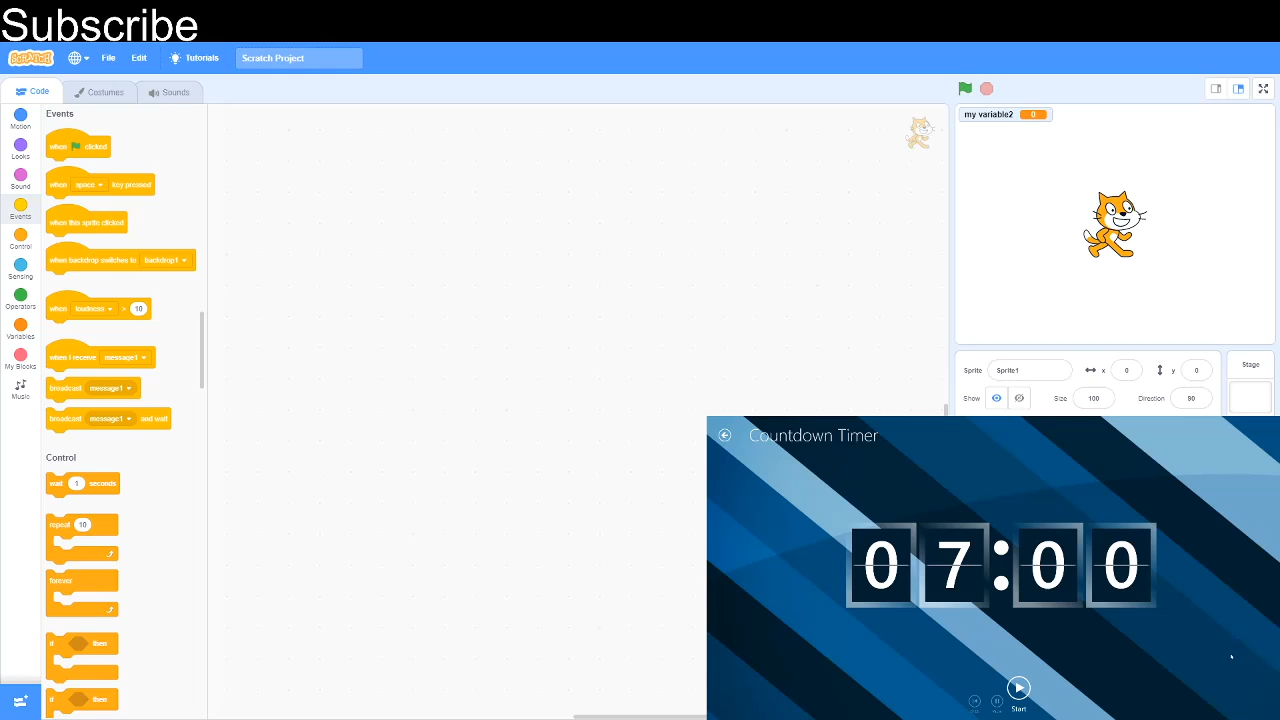 Subscribe
SCRATCH
File
Edit
Tutorials
Scratch Project
Code
Costumes
Sounds
Motion
Looks
Sound
Events
Control
Sensing
Operators
Variables
My Blocks
Music
Events
when clicked
when space key pressed
when this sprite clicked
when backdrop switches to backdrop1
when loudness > 10
when I receive message1
broadcast message1
broadcast message1 and wait
Control
wait 1 seconds
repeat 10
forever
if then
if then
my variable2 0
Sprite Sprite1 x 0 y 0
Show Size 100 Direction 90
Stage
Countdown Timer
07:00
Start